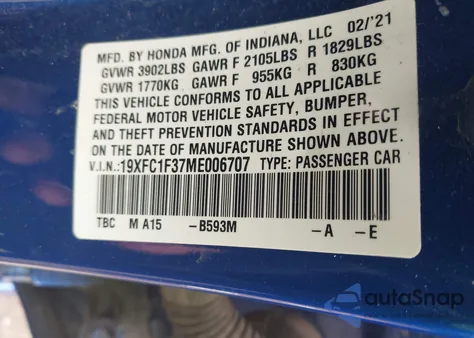 MFD. BY HONDA MFG. OF INDIANA, LLC 02/'21
GVWR 3902LBS GAWR F 2105LBS R 1829LBS
GVWR 1770KG GAWR F 955KG R 830KG
THIS VEHICLE CONFORMS TO ALL APPLICABLE
FEDERAL MOTOR VEHICLE SAFETY, BUMPER,
AND THEFT PREVENTION STANDARDS IN EFFECT
ON THE DATE OF MANUFACTURE SHOWN ABOVE.
V.I.N.:19XFC1F37ME006707 TYPE: PASSENGER CAR
TBC M A15 -B593M -A -E
autoSnap